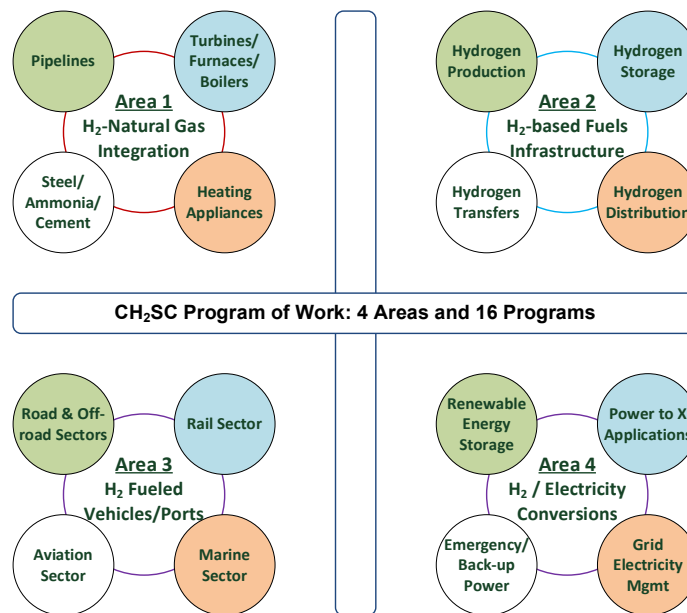 Pipelines
Turbines/
Furnaces/
Boilers
Area 1
H₂-Natural Gas
Integration
Steel/
Ammonia/
Cement
Heating
Appliances
Hydrogen
Production
Hydrogen
Storage
Area 2
H₂-based Fuels
Infrastructure
Hydrogen
Transfers
Hydrogen
Distribution
CH₂SC Program of Work: 4 Areas and 16 Programs
Road & Off-
road Sectors
Rail Sector
Area 3
H₂ Fueled
Vehicles/Ports
Aviation
Sector
Marine
Sector
Renewable
Energy
Storage
Power to X
Applications
Area 4
H₂ / Electricity
Conversions
Emergency/
Back-up
Power
Grid
Electricity
Mgmt